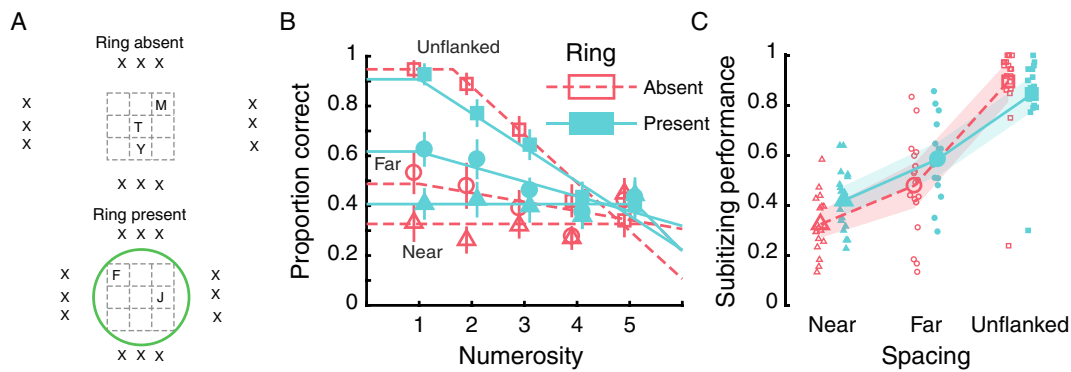 A
Ring absent
X X X
X
X
X
M
T
Y
X
X
X
X X X
Ring present
X X X
X
X
X
F
J
X
X
X
X X X
B
Unflanked
Ring
Absent
Present
Far
Near
Proportion correct
1
0.8
0.6
0.4
0.2
0
1 2 3 4 5
Numerosity
C
Subitizing performance
1
0.8
0.6
0.4
0.2
0
Near Far Unflanked
Spacing